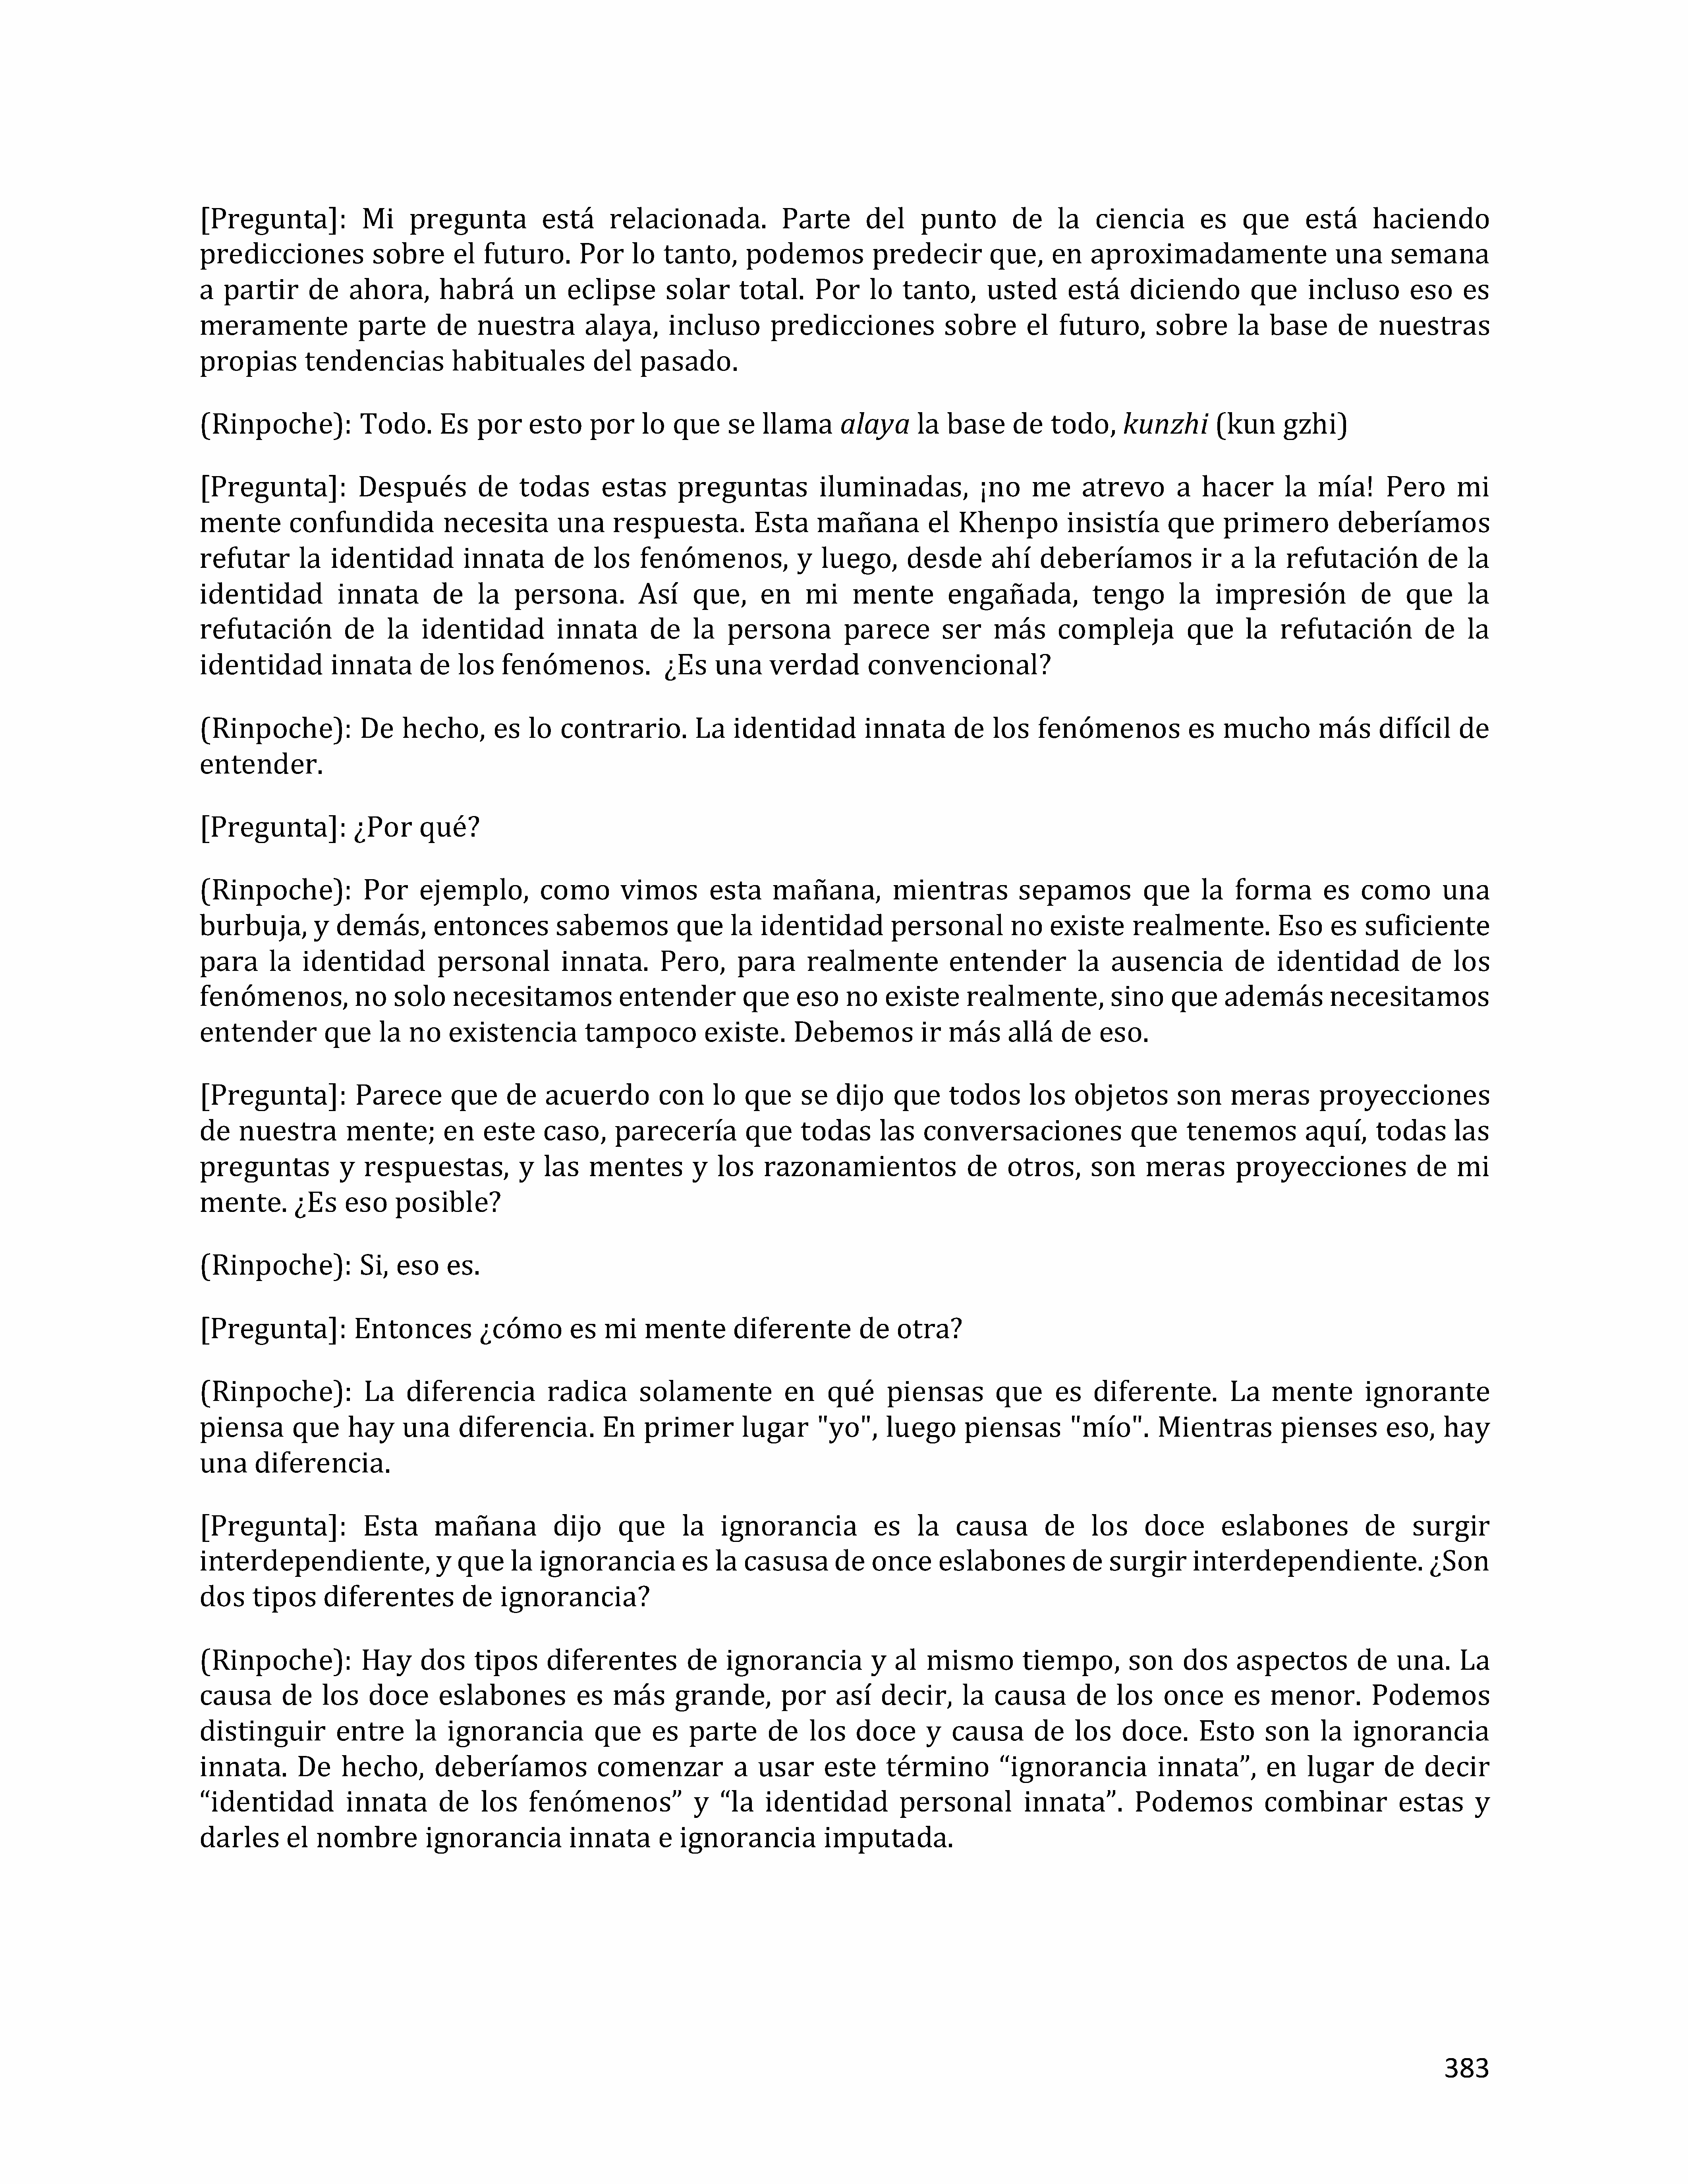 [Pregunta]: Mi pregunta está relacionada. Parte del punto de la ciencia es que está haciendo
predicciones sobre el futuro. Por lo tanto, podemos predecir que, en aproximadamente una semana
a partir de ahora, habrá un eclipse solar total. Por lo tanto, usted está diciendo que incluso eso es
meramente parte de nuestra alaya, incluso predicciones sobre el futuro, sobre la base de nuestras
propias tendencias habituales del pasado.
(Rinpoche): Todo. Es por esto por lo que se llama alaya la base de todo, kunzhi (kun gzhi)
[Pregunta]: Después de todas estas preguntas iluminadas, ¡no me atrevo a hacer la mía! Pero mi
mente confundida necesita una respuesta. Esta mañana el Khenpo insistía que primero deberíamos
refutar la identidad innata de los fenómenos, y luego, desde ahí deberíamos ir a la refutación de la
identidad innata de la persona. Así que, en mi mente engañada, tengo la impresión de que la
refutación de la identidad innata de la persona parece ser más compleja que la refutación de la
identidad innata de los fenómenos.  ¿Es una verdad convencional?
(Rinpoche): De hecho, es lo contrario. La identidad innata de los fenómenos es mucho más difícil de
entender.
[Pregunta]: ¿Por qué?
(Rinpoche): Por ejemplo, como vimos esta mañana, mientras sepamos que la forma es como una
burbuja, y demás, entonces sabemos que la identidad personal no existe realmente. Eso es suficiente
para la identidad personal innata. Pero, para realmente entender la ausencia de identidad de los
fenómenos, no solo necesitamos entender que eso no existe realmente, sino que además necesitamos
entender que la no existencia tampoco existe. Debemos ir más allá de eso.
[Pregunta]: Parece que de acuerdo con lo que se dijo que todos los objetos son meras proyecciones
de nuestra mente; en este caso, parecería que todas las conversaciones que tenemos aquí, todas las
preguntas y respuestas, y las mentes y los razonamientos de otros, son meras proyecciones de mi
mente. ¿Es eso posible?
(Rinpoche): Si, eso es.
[Pregunta]: Entonces ¿cómo es mi mente diferente de otra?
(Rinpoche): La diferencia radica solamente en qué piensas que es diferente. La mente ignorante
piensa que hay una diferencia. En primer lugar "yo", luego piensas "mío". Mientras pienses eso, hay
una diferencia.
[Pregunta]: Esta mañana dijo que la ignorancia es la causa de los doce eslabones de surgir
interdependiente, y que la ignorancia es la casusa de once eslabones de surgir interdependiente. ¿Son
dos tipos diferentes de ignorancia?
(Rinpoche): Hay dos tipos diferentes de ignorancia y al mismo tiempo, son dos aspectos de una. La
causa de los doce eslabones es más grande, por así decir, la causa de los once es menor. Podemos
distinguir entre la ignorancia que es parte de los doce y causa de los doce. Esto son la ignorancia
innata. De hecho, deberíamos comenzar a usar este término “ignorancia innata”, en lugar de decir
“identidad innata de los fenómenos” y “la identidad personal innata”. Podemos combinar estas y
darles el nombre ignorancia innata e ignorancia imputada.
383